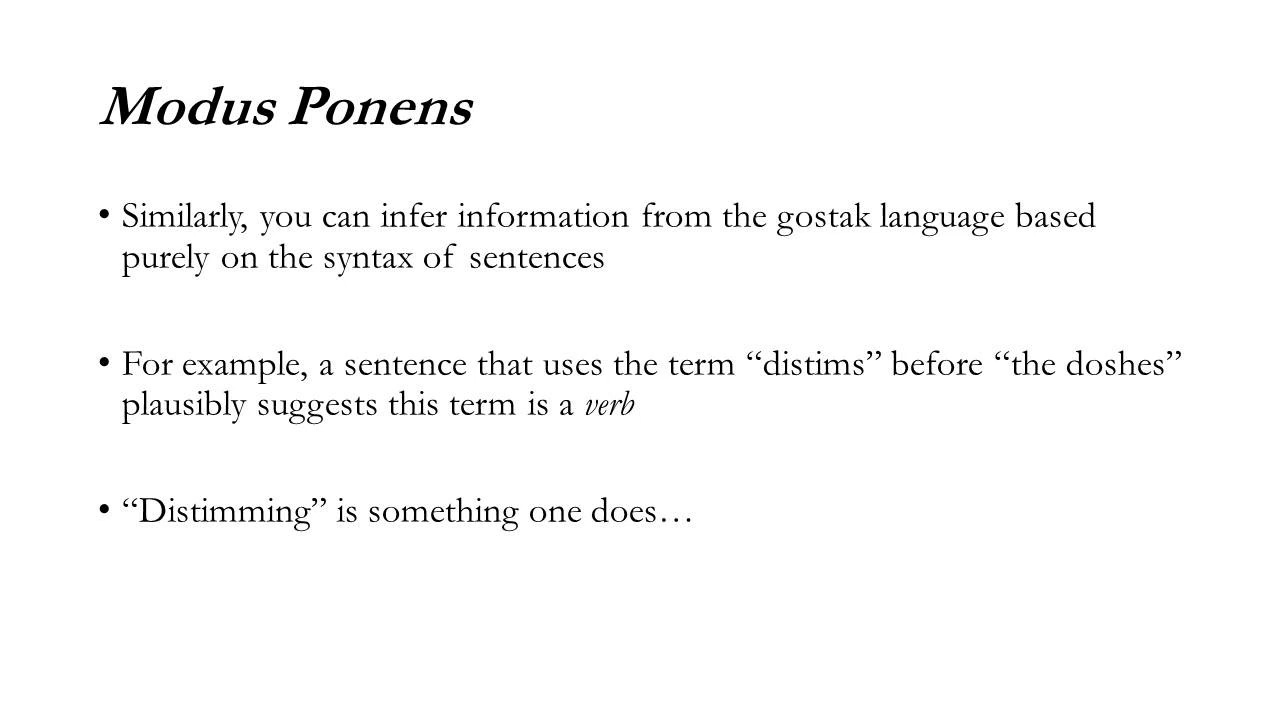 Modus Ponens
• Similarly, you can infer information from the gostak language based
purely on the syntax of sentences
• For example, a sentence that uses the term “distims” before “the doshes”
plausibly suggests this term is a verb
• “Distimming” is something one does…